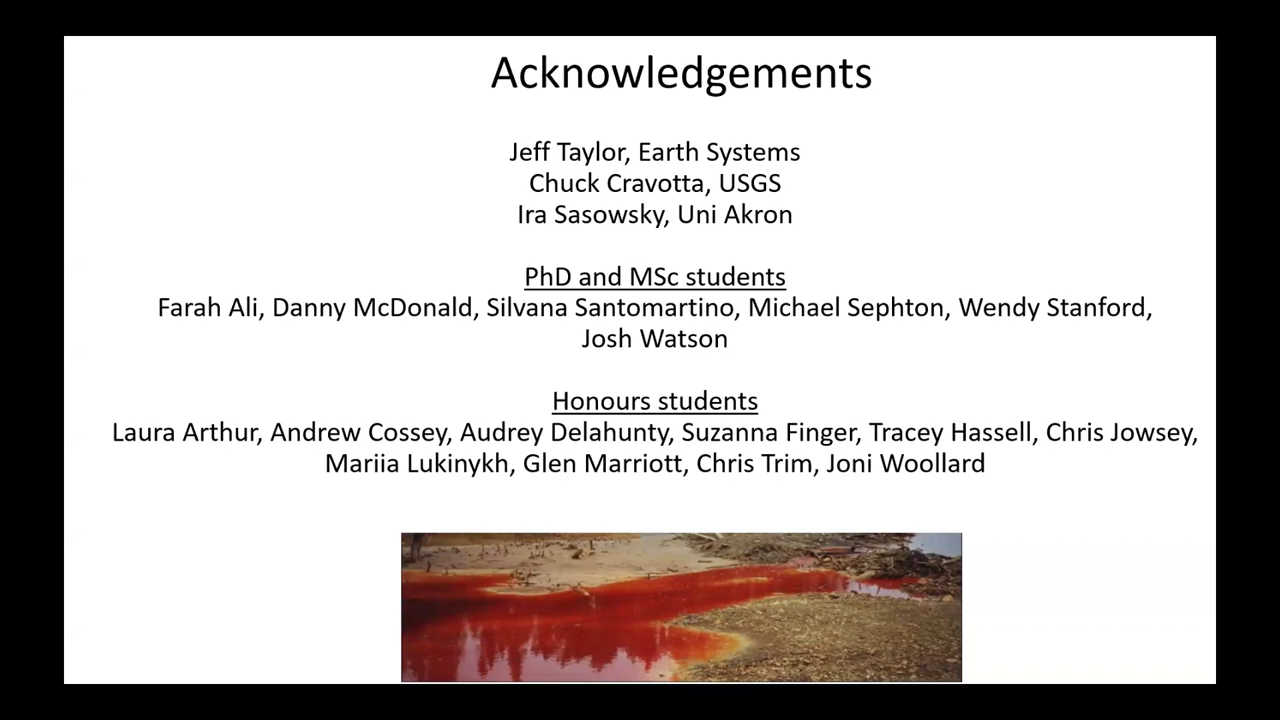 Acknowledgements
Jeff Taylor, Earth Systems
Chuck Cravotta, USGS
Ira Sasowsky, Uni Akron
PhD and MSc students
Farah Ali, Danny McDonald, Silvana Santomartino, Michael Sephton, Wendy Stanford,
Josh Watson
Honours students
Laura Arthur, Andrew Cossey, Audrey Delahunty, Suzanna Finger, Tracey Hassell, Chris Jowsey,
Mariia Lukinykh, Glen Marriott, Chris Trim, Joni Woollard